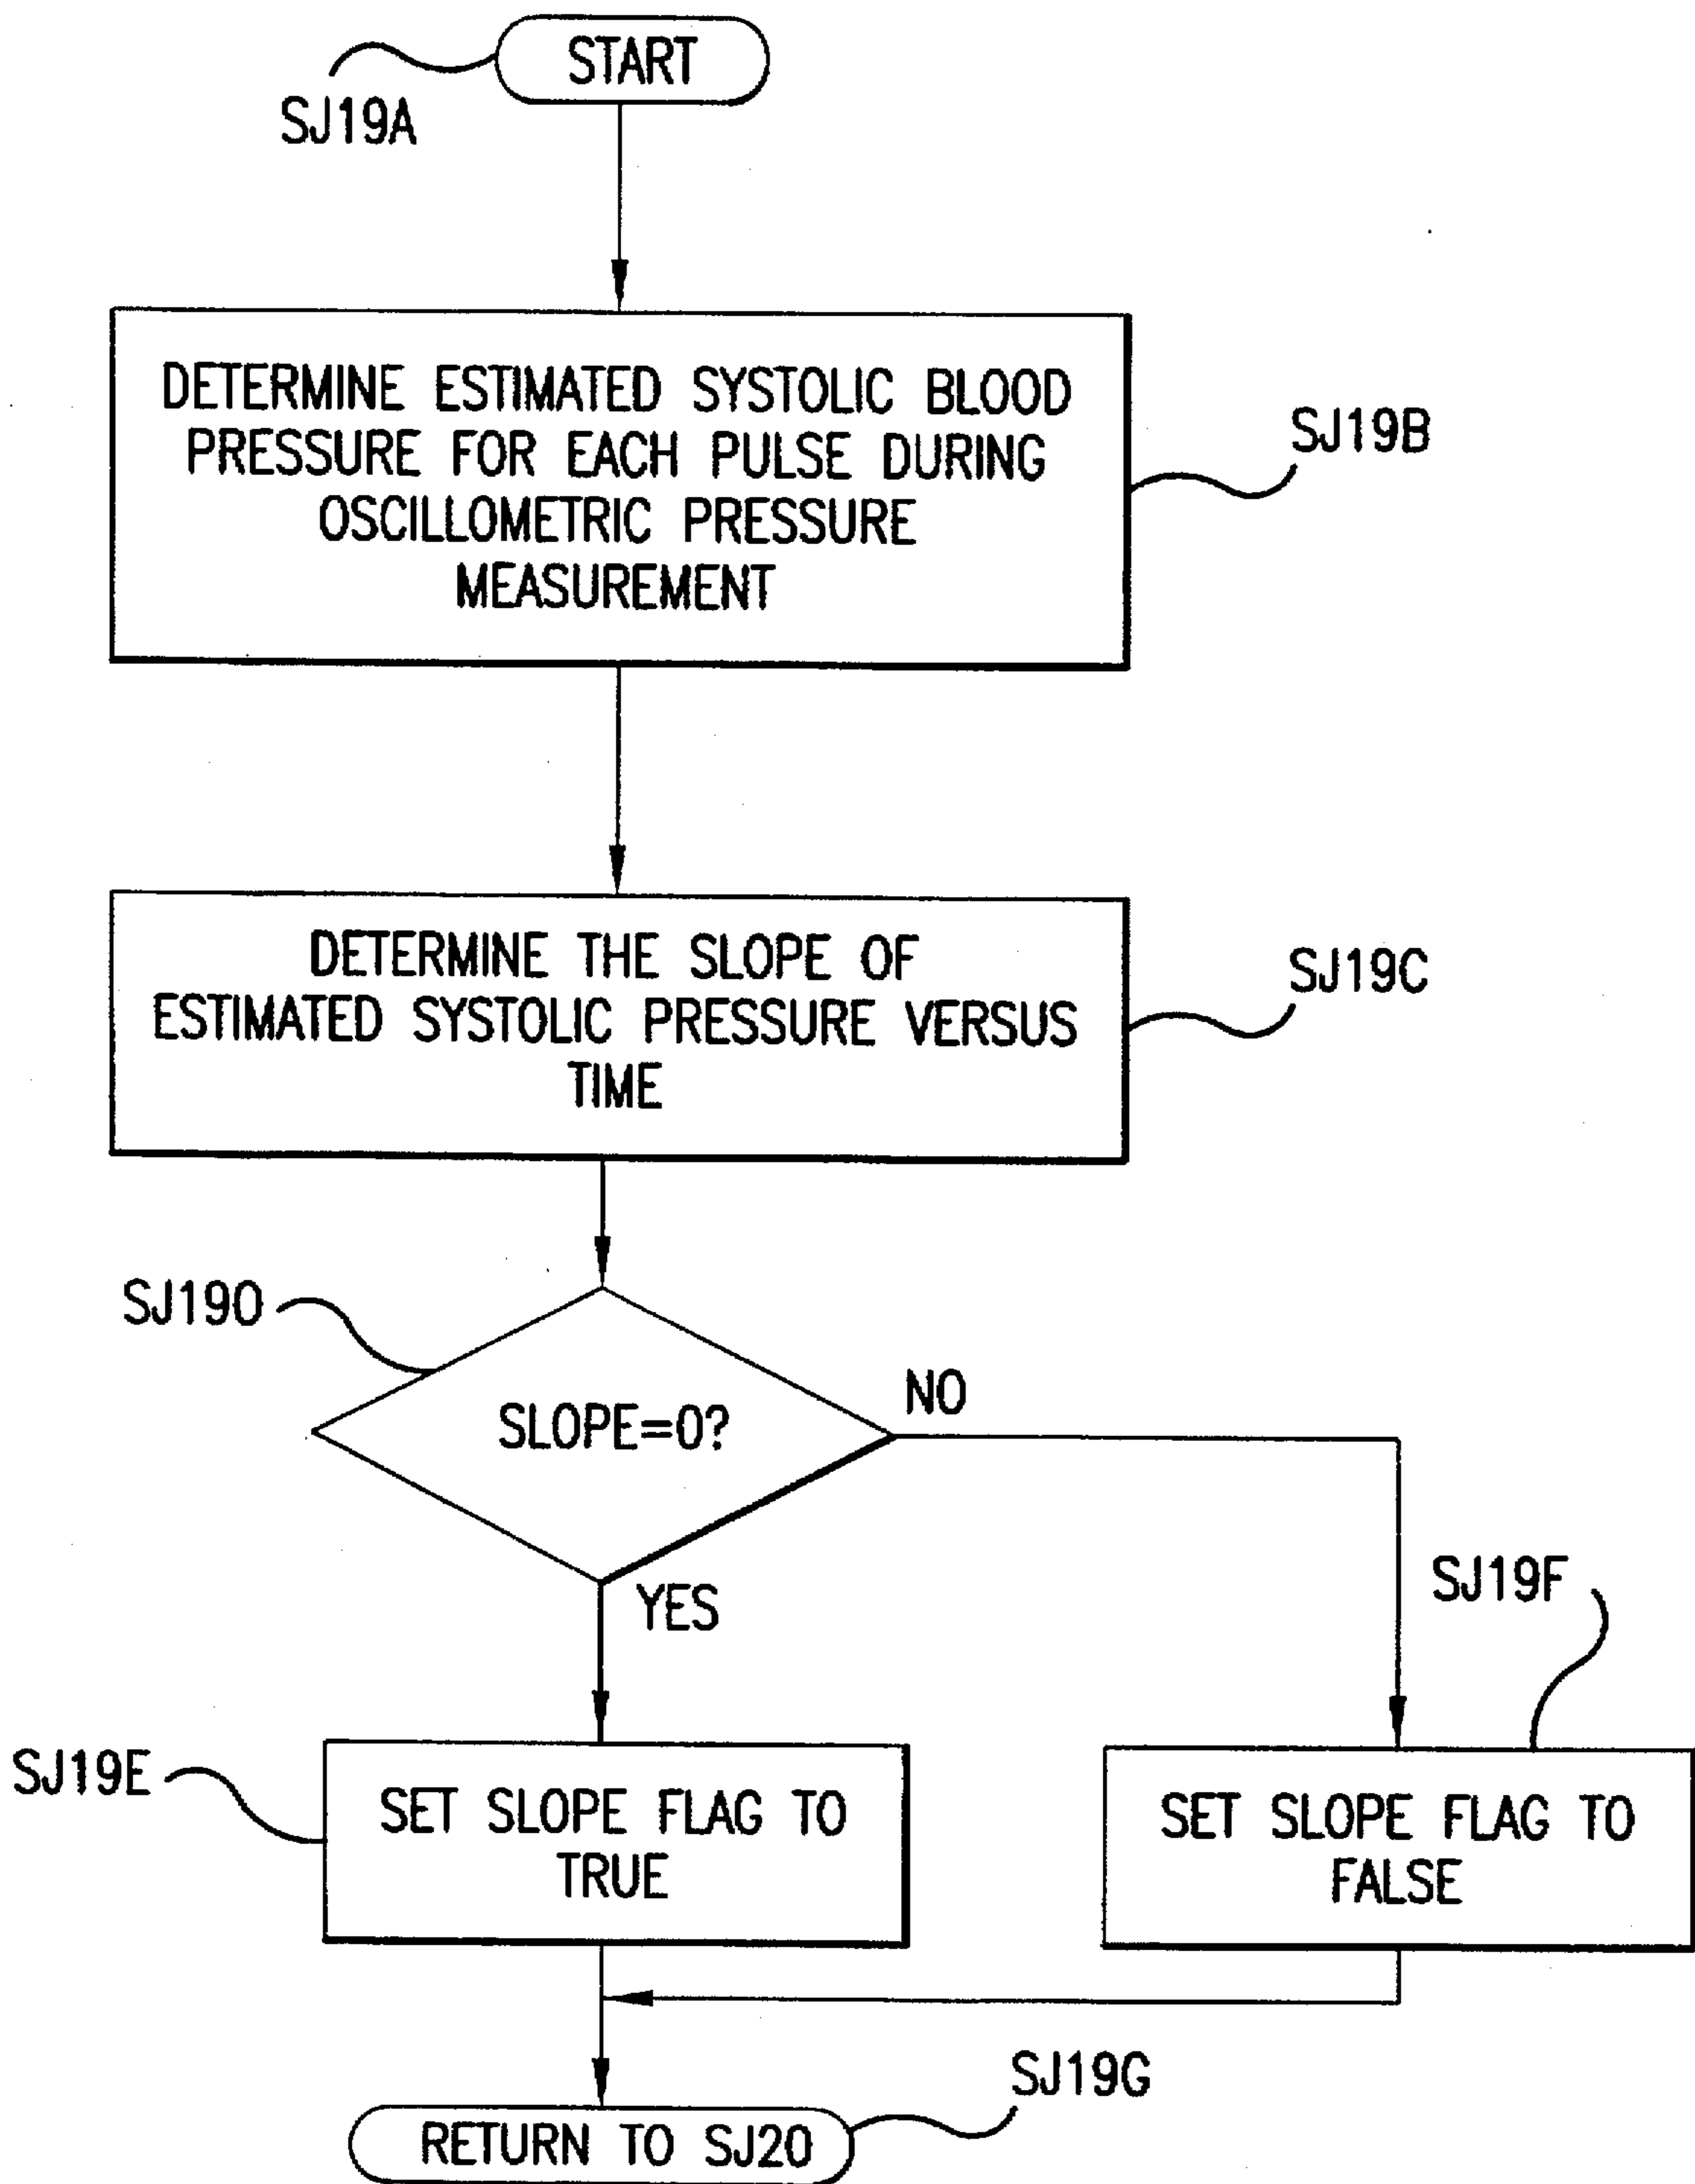 START
SJ19A
DETERMINE ESTIMATED SYSTOLIC BLOOD
PRESSURE FOR EACH PULSE DURING
OSCILLOMETRIC PRESSURE
MEASUREMENT
SJ19B
DETERMINE THE SLOPE OF
ESTIMATED SYSTOLIC PRESSURE VERSUS
TIME
SJ19C
SJ19O
SLOPE=0?
NO
YES
SJ19F
SJ19E
SET SLOPE FLAG TO
TRUE
SET SLOPE FLAG TO
FALSE
SJ19G
RETURN TO SJ20